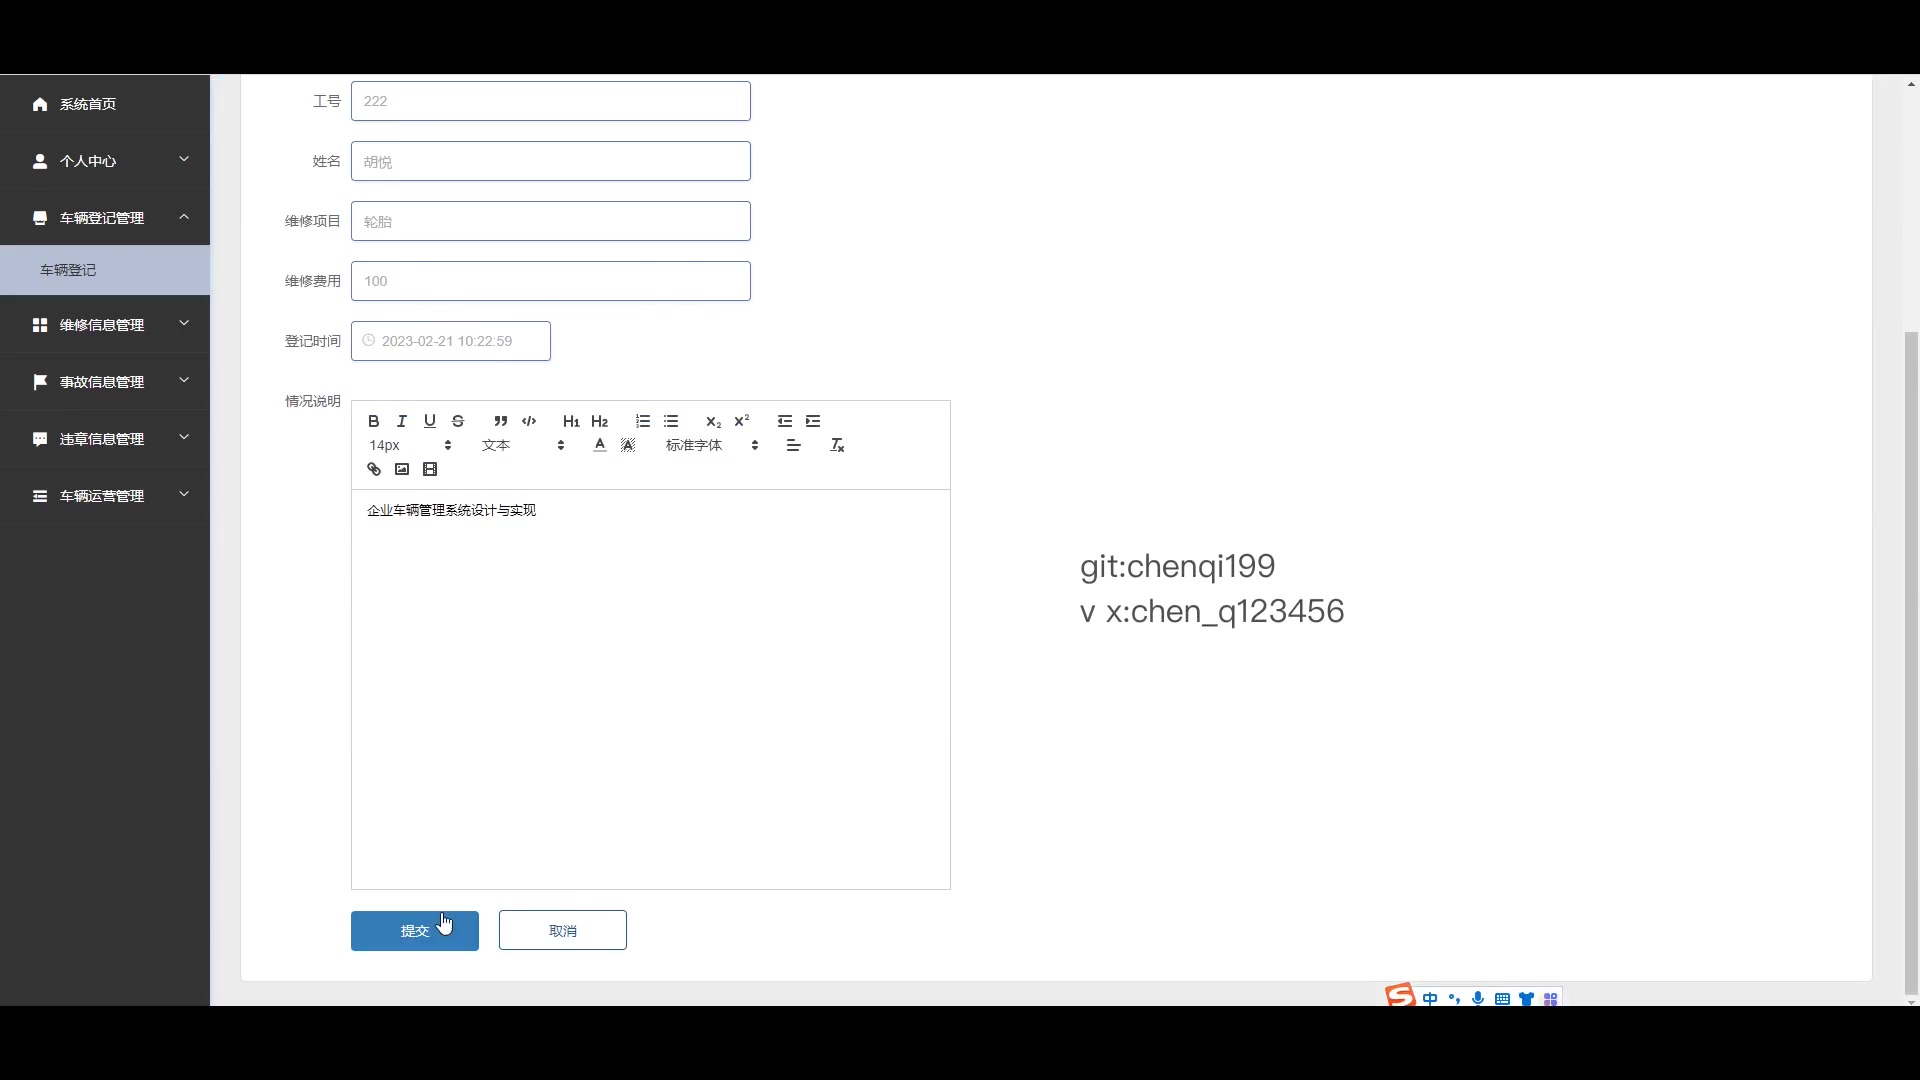 系统首页
个人中心
车辆登记管理
车辆登记
维修信息管理
事故信息管理
违章信息管理
车辆运营管理
工号 222
姓名 胡悦
维修项目 轮胎
维修费用 100
登记时间 2023-02-21 10:22:59
情况说明
B I U S H1 H2 X₂ X²
14px 文本 A A 标准字体 Tx
企业车辆管理系统设计与实现
git:chenqi199
v x:chen_q123456
提交 取消
S 中